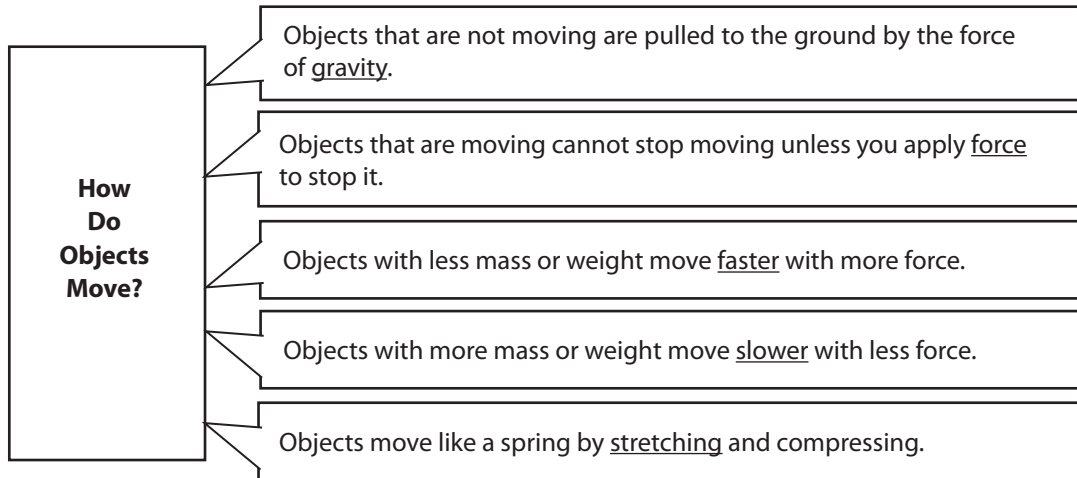 How
Do
Objects
Move?
Objects that are not moving are pulled to the ground by the force
of gravity.
Objects that are moving cannot stop moving unless you apply force
to stop it.
Objects with less mass or weight move faster with more force.
Objects with more mass or weight move slower with less force.
Objects move like a spring by stretching and compressing.